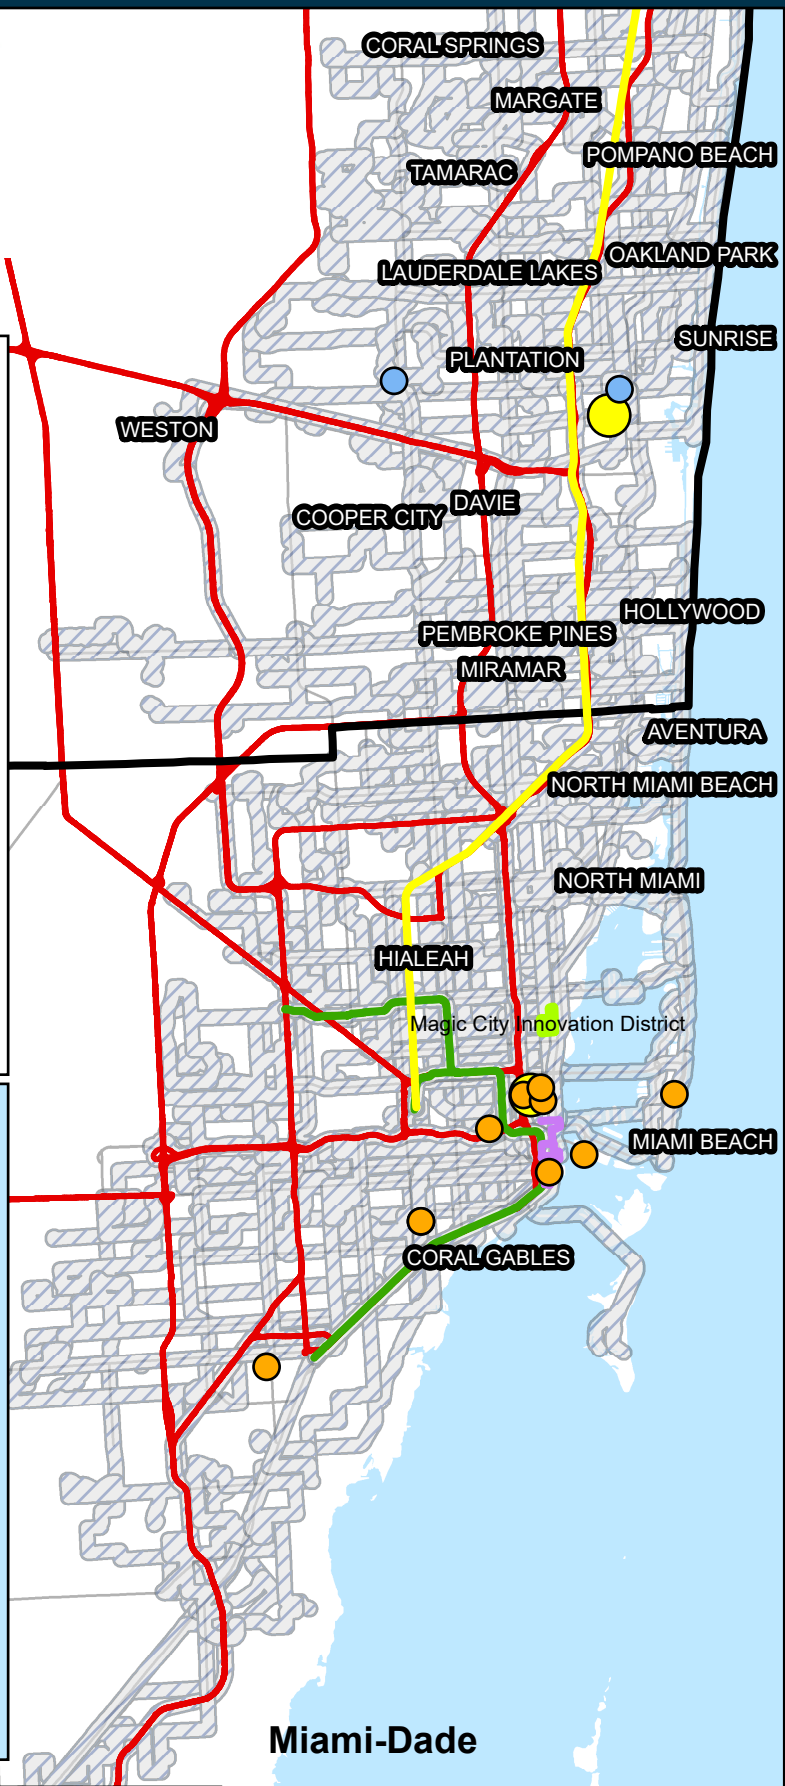 CORAL SPRINGS
MARGATE
POMPANO BEACH
TAMARAC
OAKLAND PARK
LAUDERDALE LAKES
SUNRISE
PLANTATION
WESTON
DAVIE
COOPER CITY
HOLLYWOOD
PEMBROKE PINES
MIRAMAR
AVENTURA
NORTH MIAMI BEACH
NORTH MIAMI
HIALEAH
Magic City Innovation District
MIAMI BEACH
CORAL GABLES
Miami-Dade